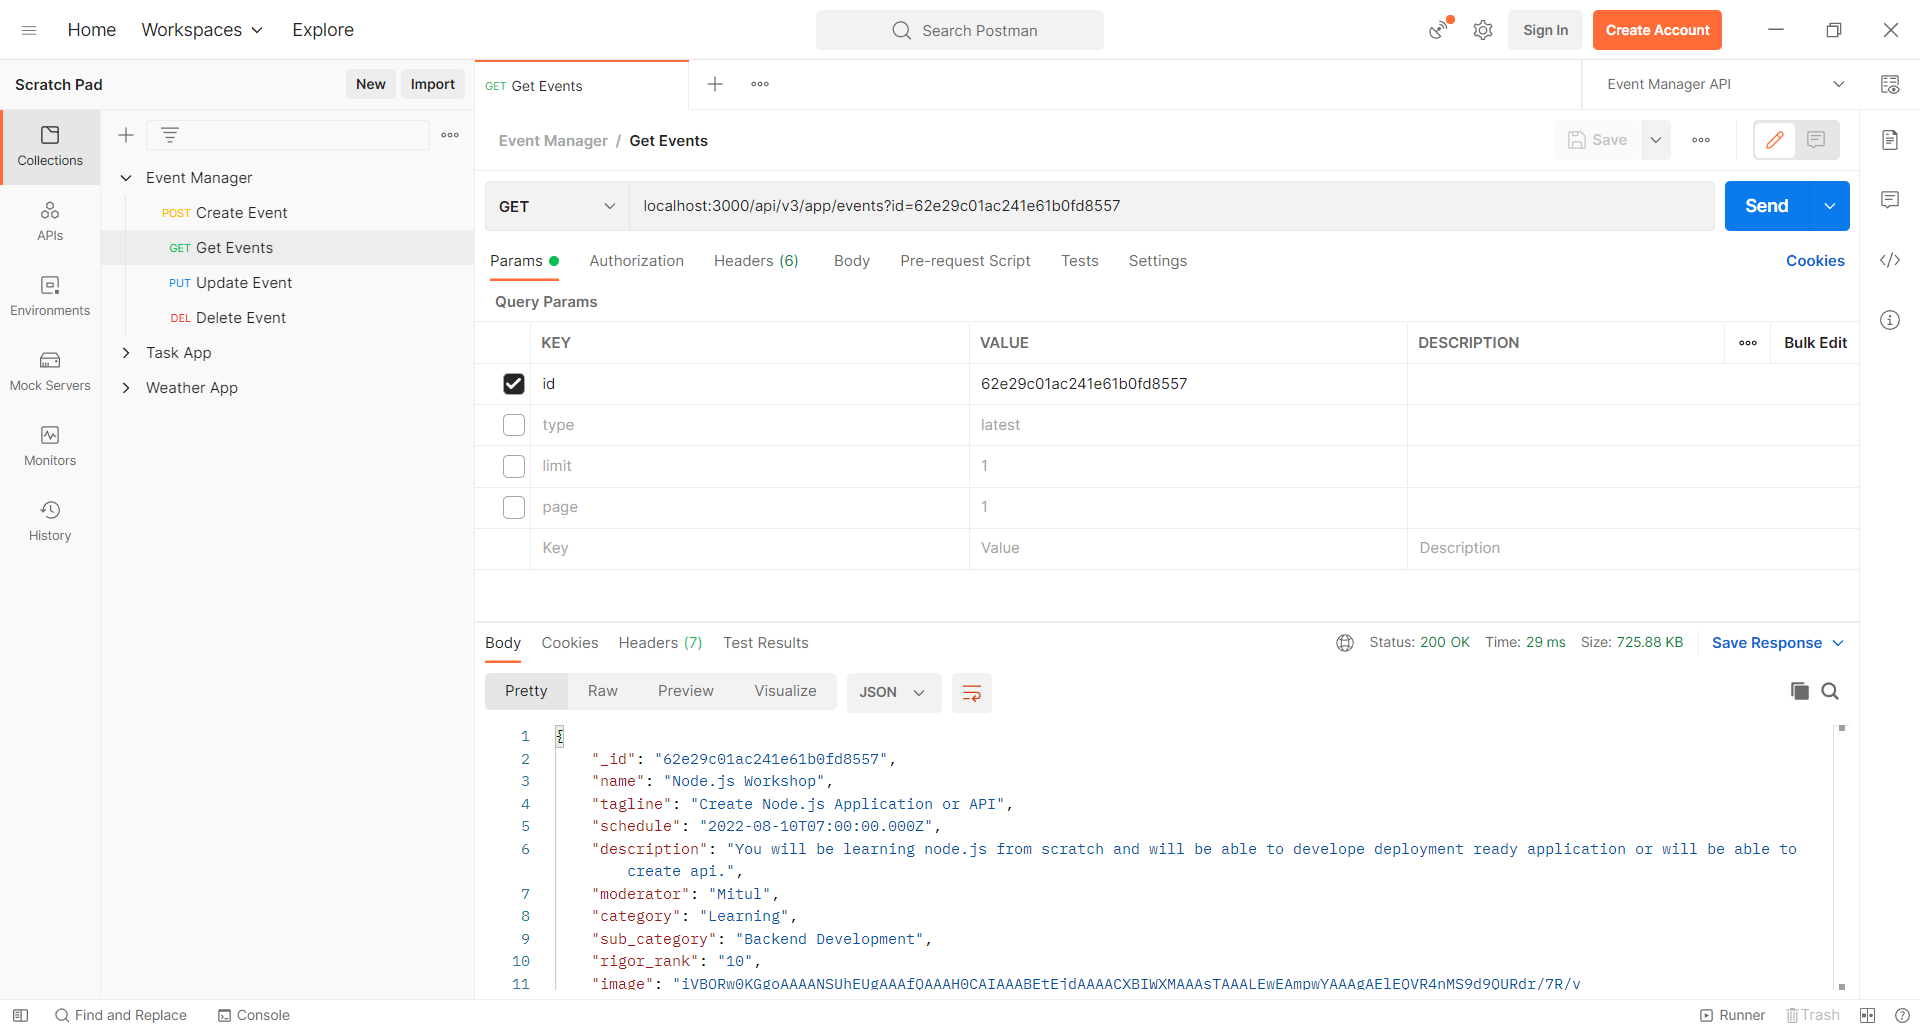 Home Workspaces Explore Search Postman Sign In Create Account
Scratch Pad New Import GET Get Events Event Manager API
Collections
APIs
Environments
Mock Servers
Monitors
History
Event Manager
POST Create Event
GET Get Events
PUT Update Event
DEL Delete Event
Task App
Weather App
Event Manager / Get Events Save
GET localhost:3000/api/v3/app/events?id=62e29c01ac241e61b0fd8557 Send
Params Authorization Headers (6) Body Pre-request Script Tests Settings Cookies
Query Params
KEY VALUE DESCRIPTION Bulk Edit
id 62e29c01ac241e61b0fd8557
type latest
limit 1
page 1
Key Value Description
Body Cookies Headers (7) Test Results Status: 200 OK Time: 29 ms Size: 725.88 KB Save Response
Pretty Raw Preview Visualize JSON
1 {
2 "_id": "62e29c01ac241e61b0fd8557",
3 "name": "Node.js Workshop",
4 "tagline": "Create Node.js Application or API",
5 "schedule": "2022-08-10T07:00:00.000Z",
6 "description": "You will be learning node.js from scratch and will be able to develope deployment ready application or will be able to
create api.",
7 "moderator": "Mitul",
8 "category": "Learning",
9 "sub_category": "Backend Development",
10 "rigor_rank": "10",
11 "image": "iVBORw0KGgoAAAANSUhEUgAAAfQAAAH0CAIAAABEtEjdAAAACXBIWXMAAAsTAAALEwEAmpwYAAAgAElEQVR4nMS9d9QURdr/7R/v
Find and Replace Console Runner Trash